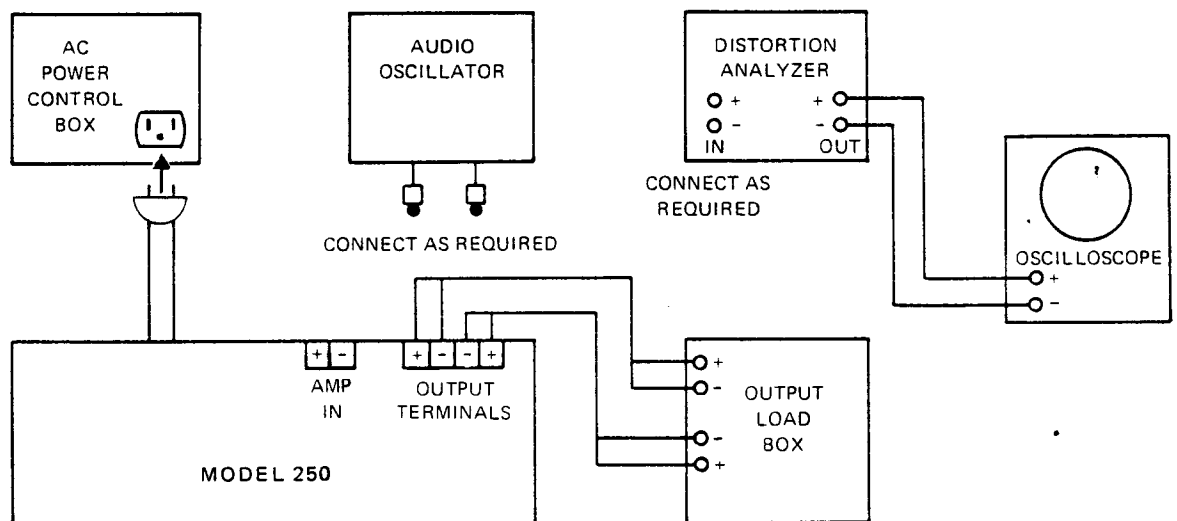 AC
POWER
CONTROL
BOX
AUDIO
OSCILLATOR
CONNECT AS REQUIRED
DISTORTION
ANALYZER
+ +
- -
IN OUT
CONNECT AS
REQUIRED
OSCILLOSCOPE
+
-
+ -
AMP
IN
+ - - +
OUTPUT
TERMINALS
MODEL 250
+
-
OUTPUT
LOAD
BOX
-
+